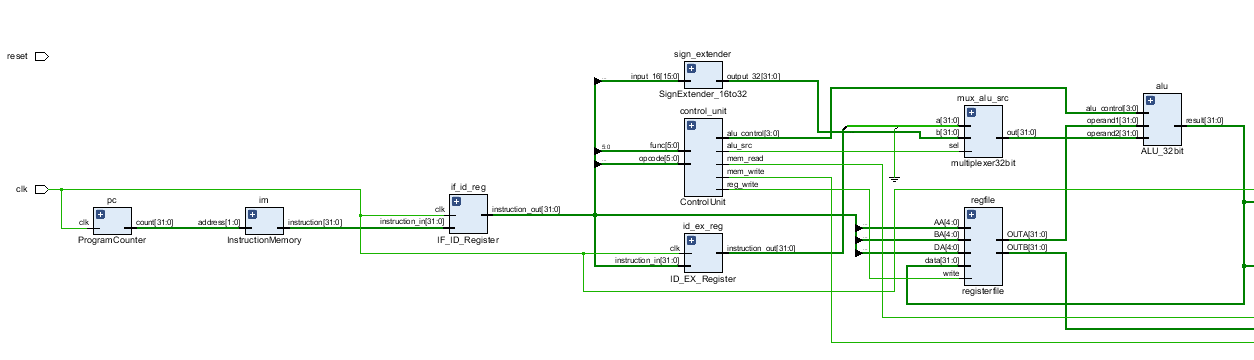 reset
clk
pc
clk
count[31:0]
ProgramCounter
im
address[1:0]
instruction[31:0]
InstructionMemory
if_id_reg
clk
instruction_in[31:0]
instruction_out[31:0]
IF_ID_Register
sign_extender
input_16[15:0]
output_32[31:0]
SignExtender_16to32
control_unit
5:0
func[5:0]
opcode[5:0]
alu_control[3:0]
alu_src
mem_read
mem_write
reg_write
ControlUnit
id_ex_reg
clk
instruction_in[31:0]
instruction_out[31:0]
ID_EX_Register
mux_alu_src
a[31:0]
b[31:0]
sel
out[31:0]
multiplexer32bit
regfile
AA[4:0]
BA[4:0]
DA[4:0]
data[31:0]
write
OUTA[31:0]
OUTB[31:0]
registerfile
alu
alu_control[3:0]
operand1[31:0]
operand2[31:0]
result[31:0]
ALU_32bit